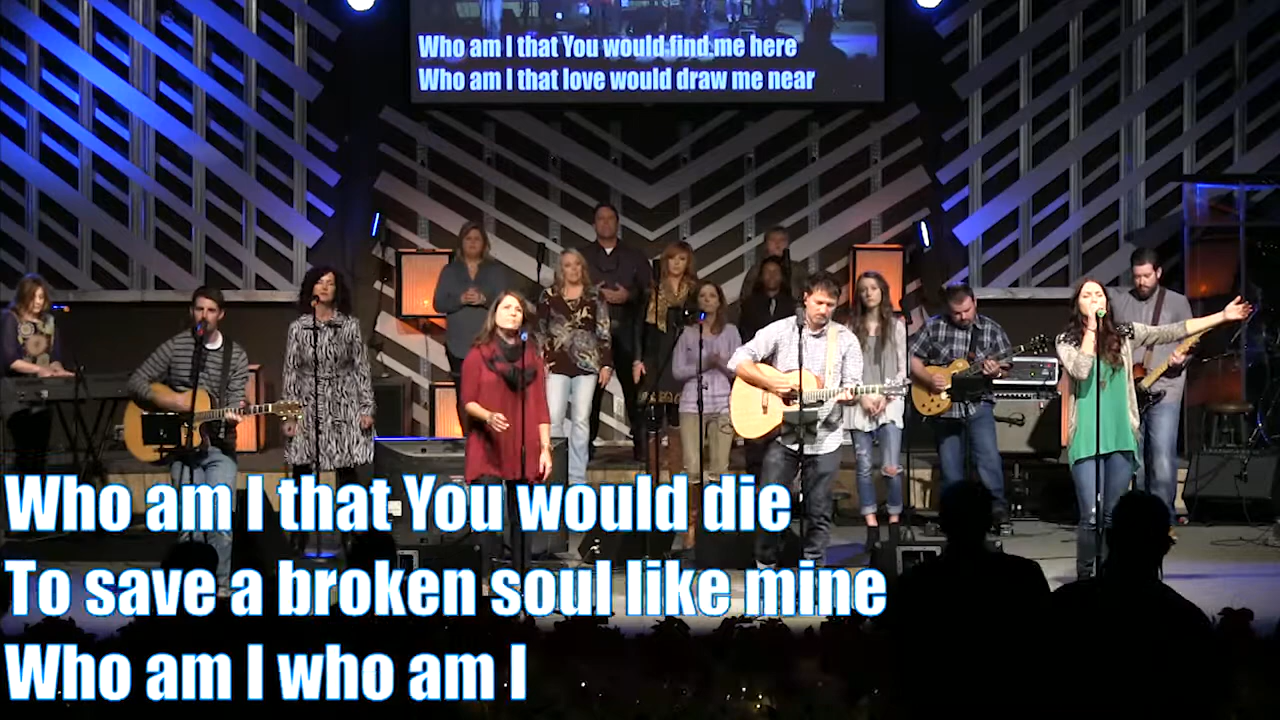 Who am I that You would find me here
Who am I that love would draw me near
Who am I that You would die
To save a broken soul like mine
Who am I who am I